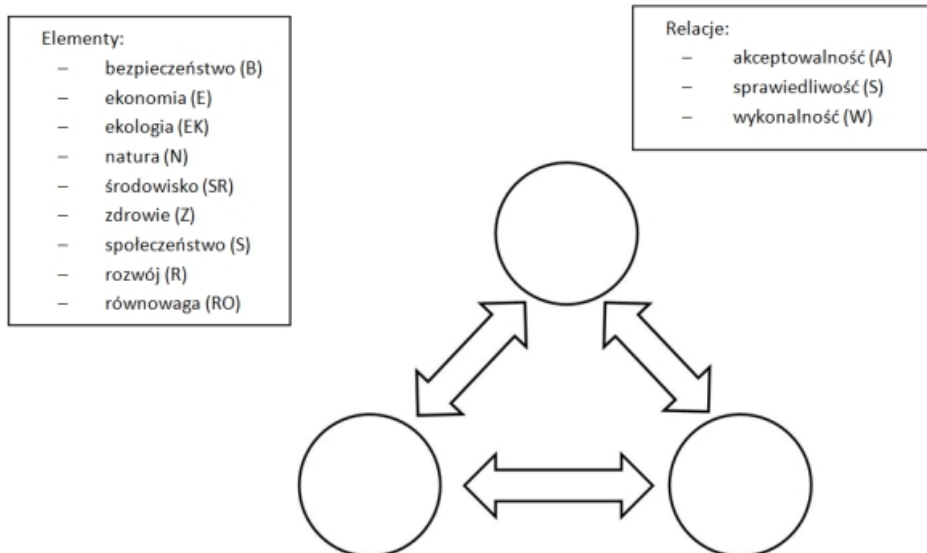 Elementy:
– bezpieczeństwo (B)
– ekonomia (E)
– ekologia (EK)
– natura (N)
– środowisko (SR)
– zdrowie (Z)
– społeczeństwo (S)
– rozwój (R)
– równowaga (RO)
Relacje:
– akceptowalność (A)
– sprawiedliwość (S)
– wykonalność (W)